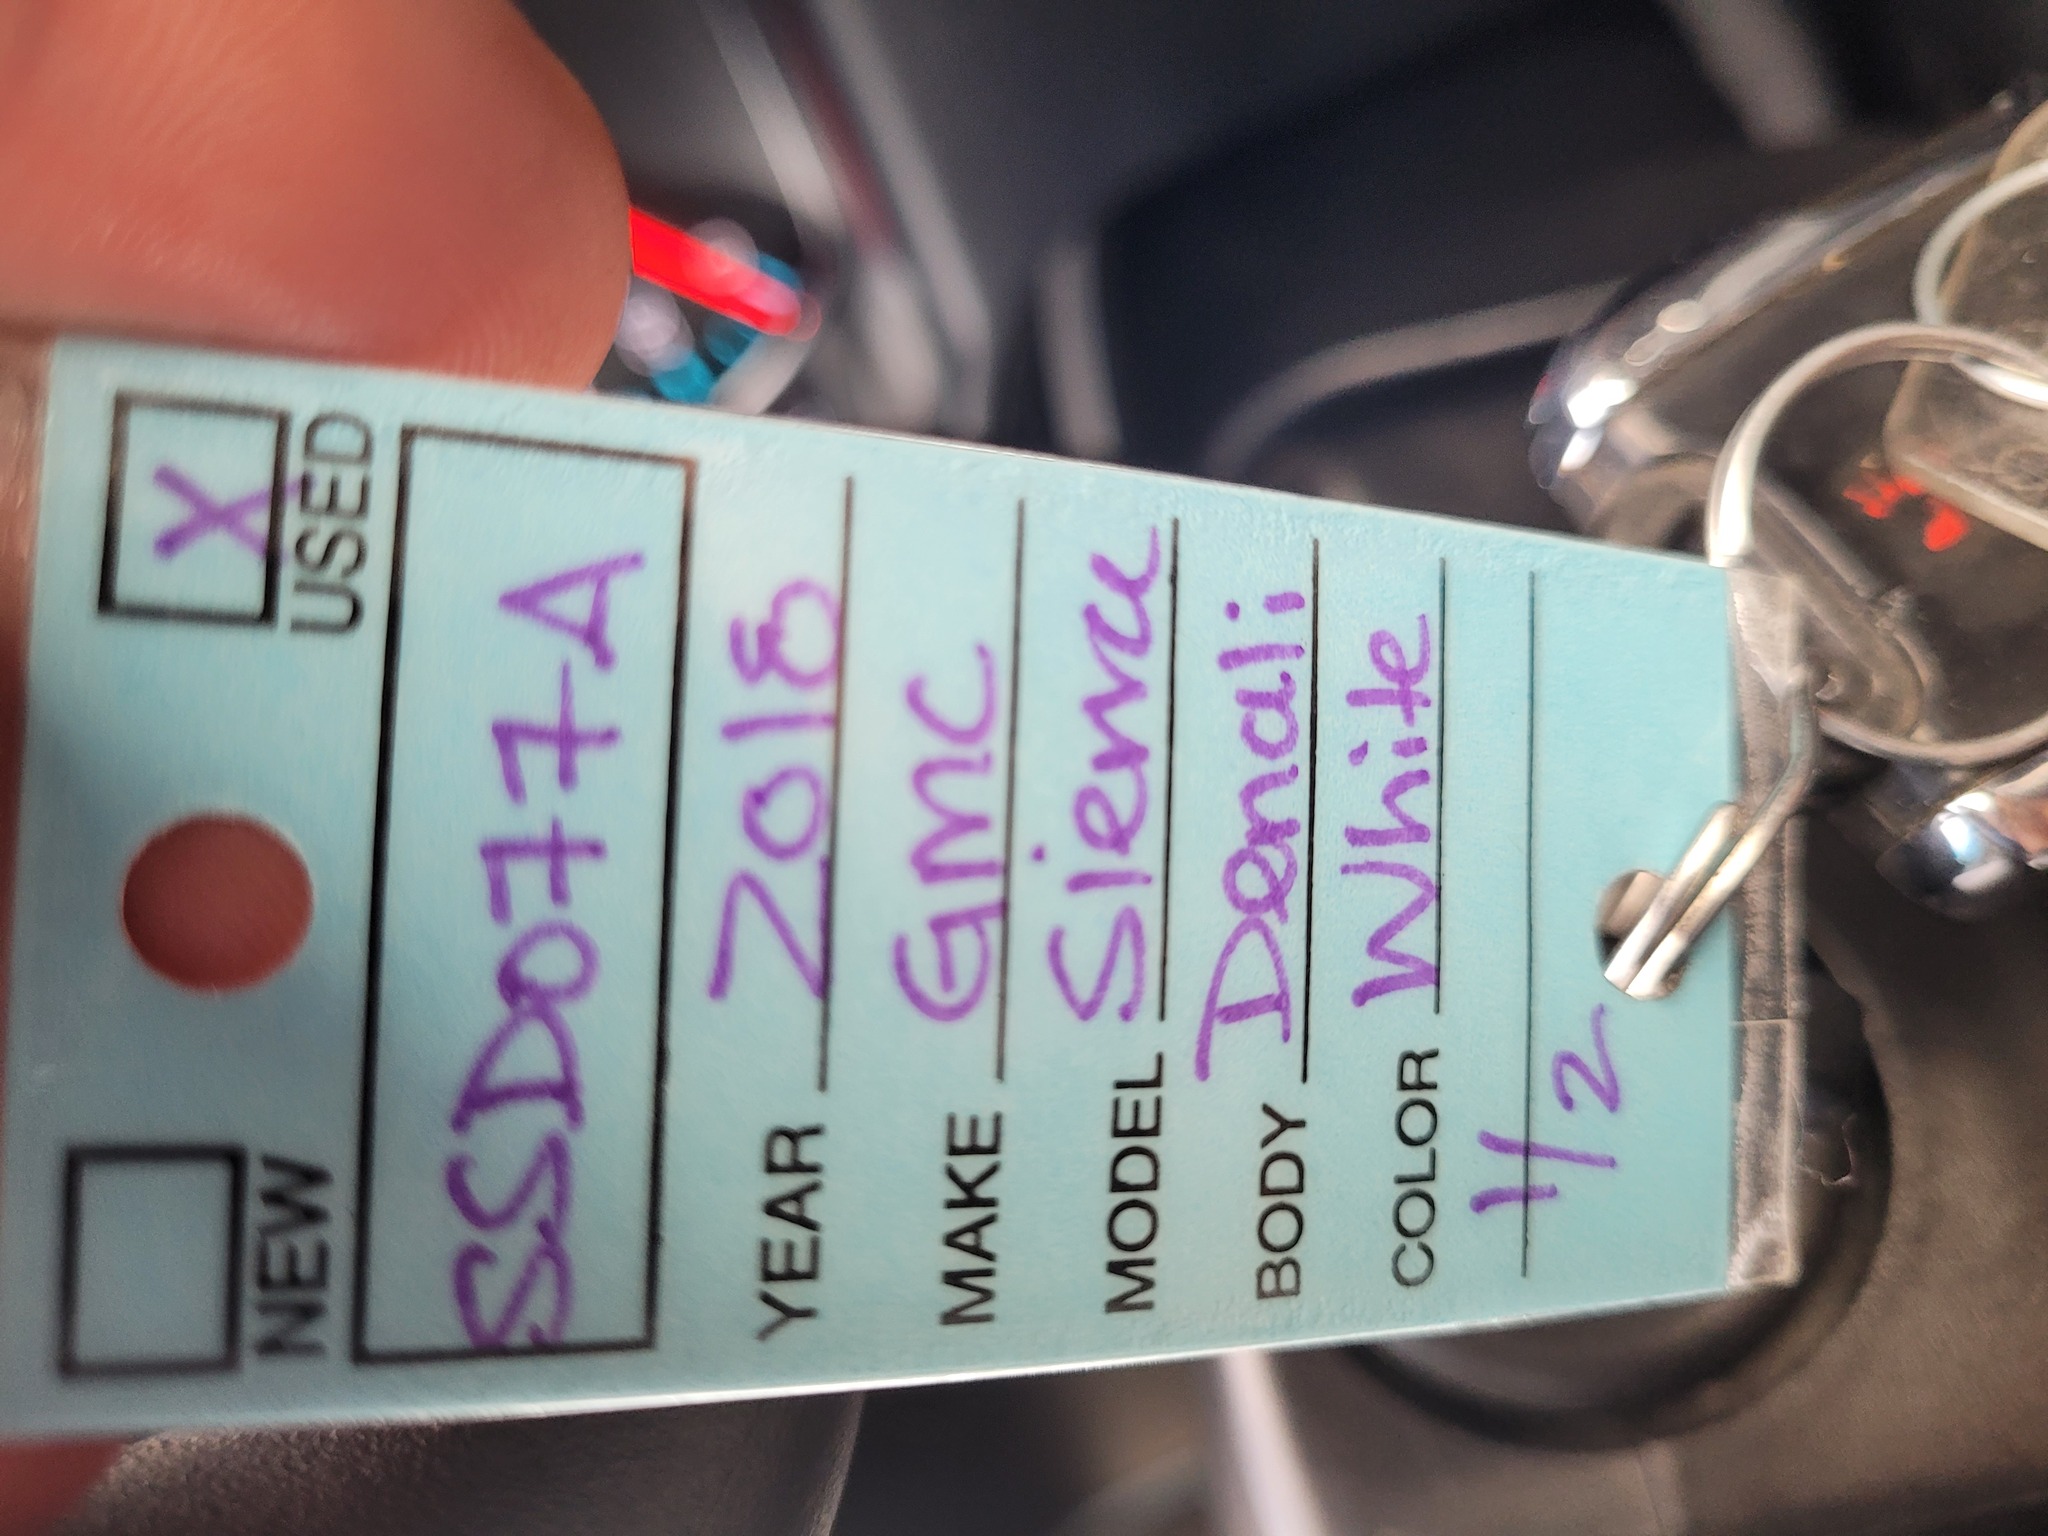 NEW USED
X
SSD077A
YEAR 2018
MAKE GMC
MODEL Sierra
BODY Denali
COLOR White
1/2